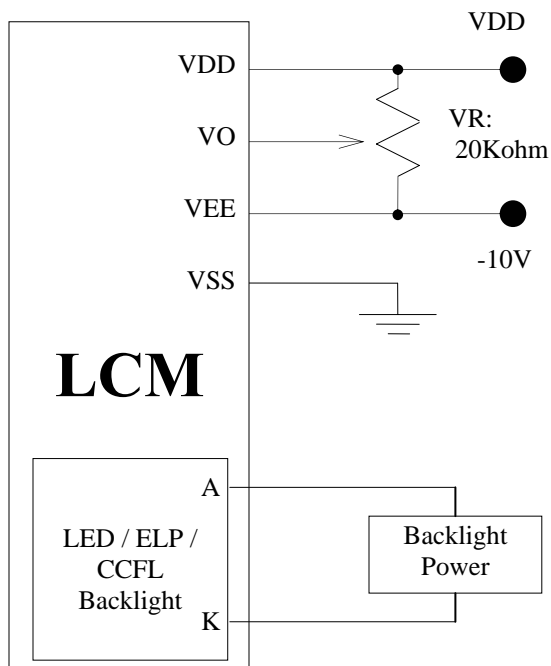 VDD
VDD
VO
VR:
20Kohm
VEE
-10V
VSS
LCM
A
LED / ELP /
CCFL
Backlight
K
Backlight
Power